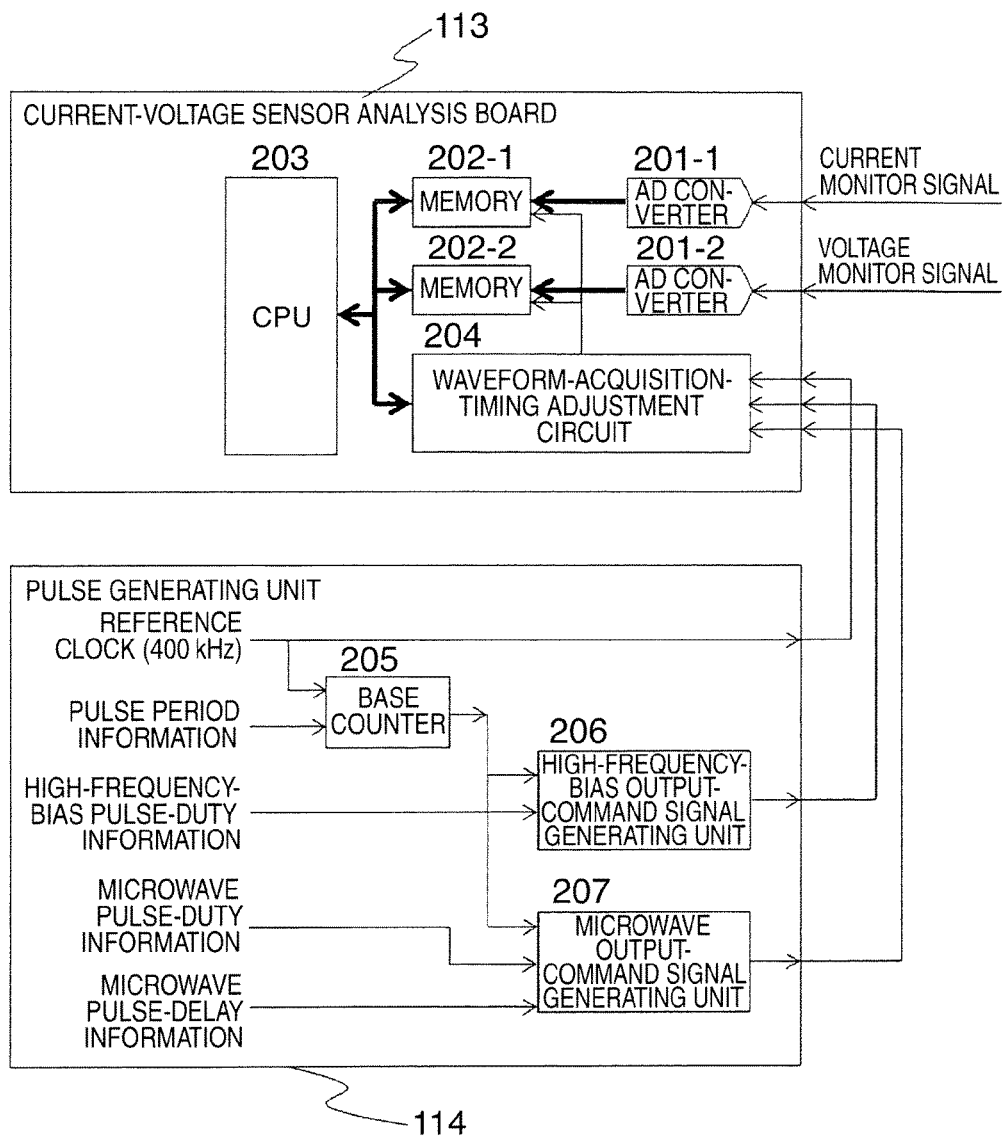 113
CURRENT-VOLTAGE SENSOR ANALYSIS BOARD
203
202-1
201-1
CPU
MEMORY
AD CON-
VERTER
CURRENT
MONITOR SIGNAL
202-2
201-2
MEMORY
AD CON-
VERTER
VOLTAGE
MONITOR SIGNAL
204
WAVEFORM-ACQUISITION-
TIMING ADJUSTMENT
CIRCUIT
PULSE GENERATING UNIT
REFERENCE
CLOCK (400 kHz)
205
BASE
COUNTER
PULSE PERIOD
INFORMATION
206
HIGH-FREQUENCY-
BIAS OUTPUT-
COMMAND SIGNAL
GENERATING UNIT
HIGH-FREQUENCY-
BIAS PULSE-DUTY
INFORMATION
MICROWAVE
PULSE-DUTY
INFORMATION
207
MICROWAVE
OUTPUT-
COMMAND SIGNAL
GENERATING UNIT
MICROWAVE
PULSE-DELAY
INFORMATION
114